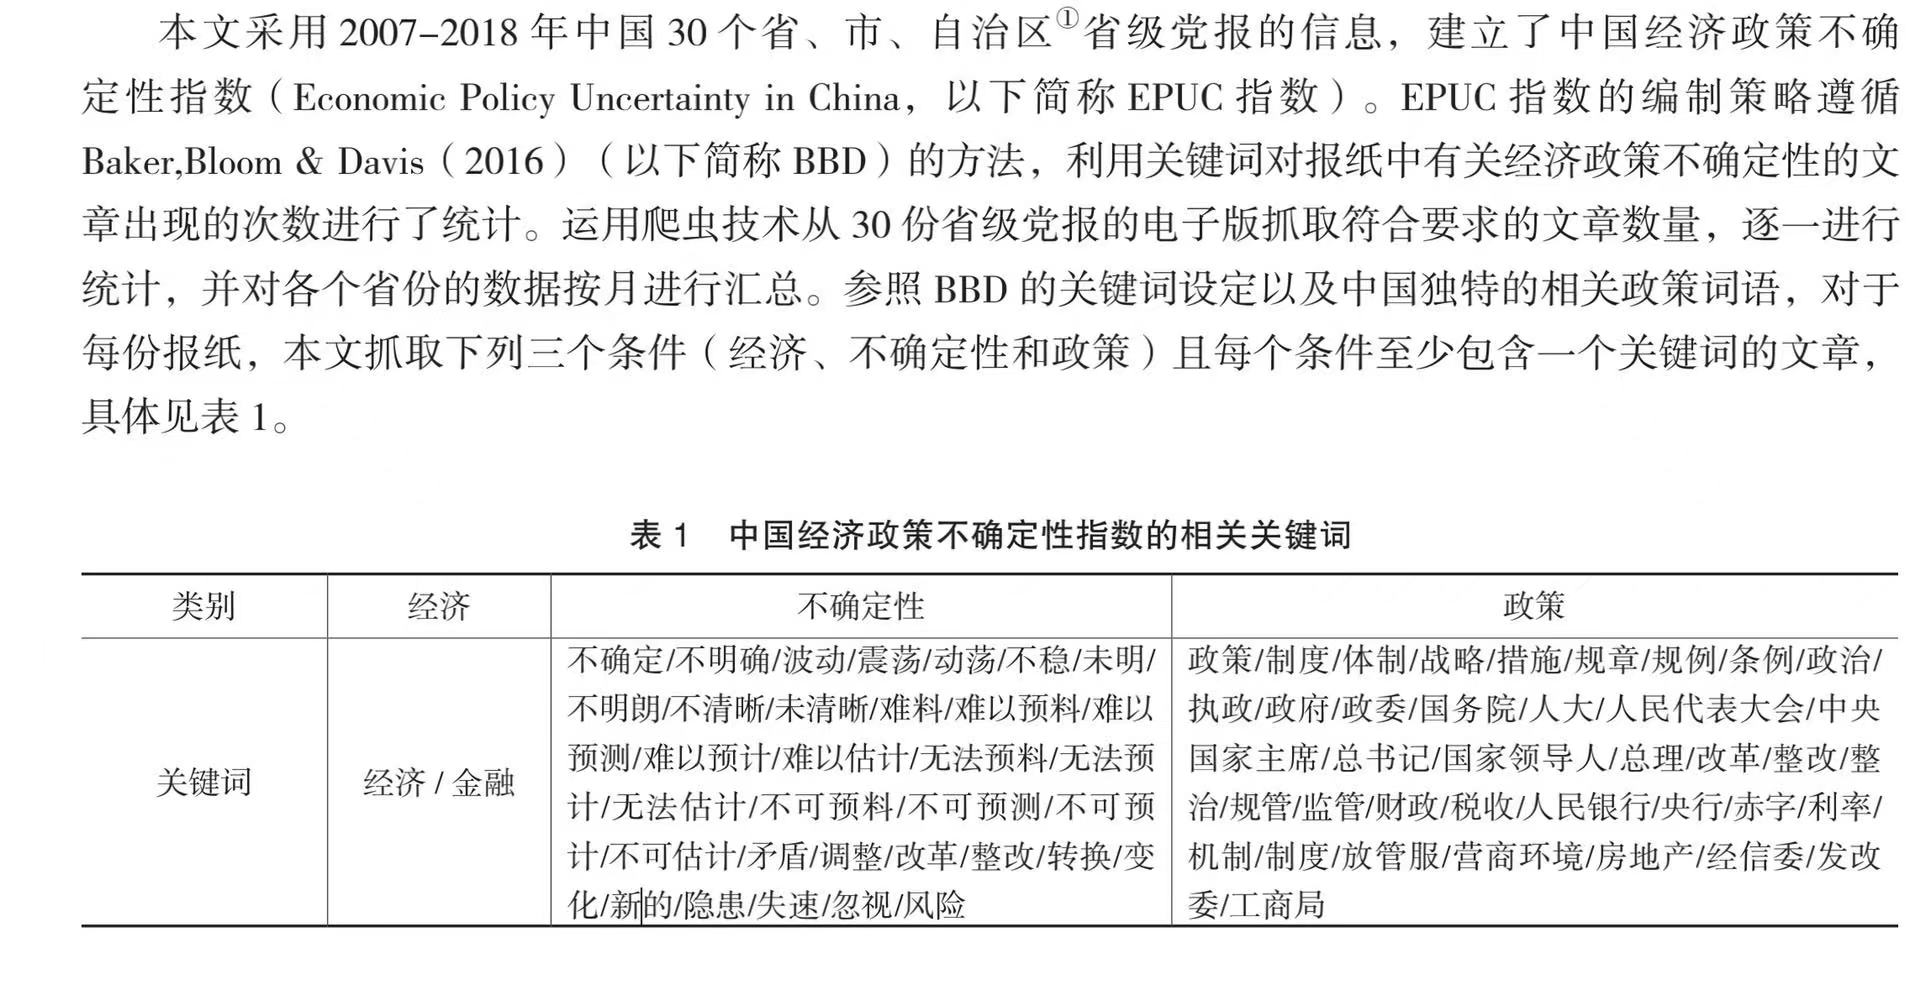 本文采用 2007–2018 年中国 30 个省、市、自治区①省级党报的信息，建立了中国经济政策不确
定性指数（Economic Policy Uncertainty in China，以下简称 EPUC 指数）。EPUC 指数的编制策略遵循
Baker,Bloom & Davis（2016）（以下简称 BBD）的方法，利用关键词对报纸中有关经济政策不确定性的文
章出现的次数进行了统计。运用爬虫技术从 30 份省级党报的电子版抓取符合要求的文章数量，逐一进行
统计，并对各个省份的数据按月进行汇总。参照 BBD 的关键词设定以及中国独特的相关政策词语，对于
每份报纸，本文抓取下列三个条件（经济、不确定性和政策）且每个条件至少包含一个关键词的文章，
具体见表 1。
表 1　中国经济政策不确定性指数的相关关键词
类别 经济 不确定性 政策
关键词
经济 / 金融
不确定/不明确/波动/震荡/动荡/不稳/未明/
不明朗/不清晰/未清晰/难料/难以预料/难以
预测/难以预计/难以估计/无法预料/无法预
计/无法估计/不可预料/不可预测/不可预
计/不可估计/矛盾/调整/改革/整改/转换/变
化/新的/隐患/失速/忽视/风险
政策/制度/体制/战略/措施/规章/规例/条例/政治/
执政/政府/政委/国务院/人大/人民代表大会/中央
国家主席/总书记/国家领导人/总理/改革/整改/整
治/规管/监管/财政/税收/人民银行/央行/赤字/利率/
机制/制度/放管服/营商环境/房地产/经信委/发改
委/工商局